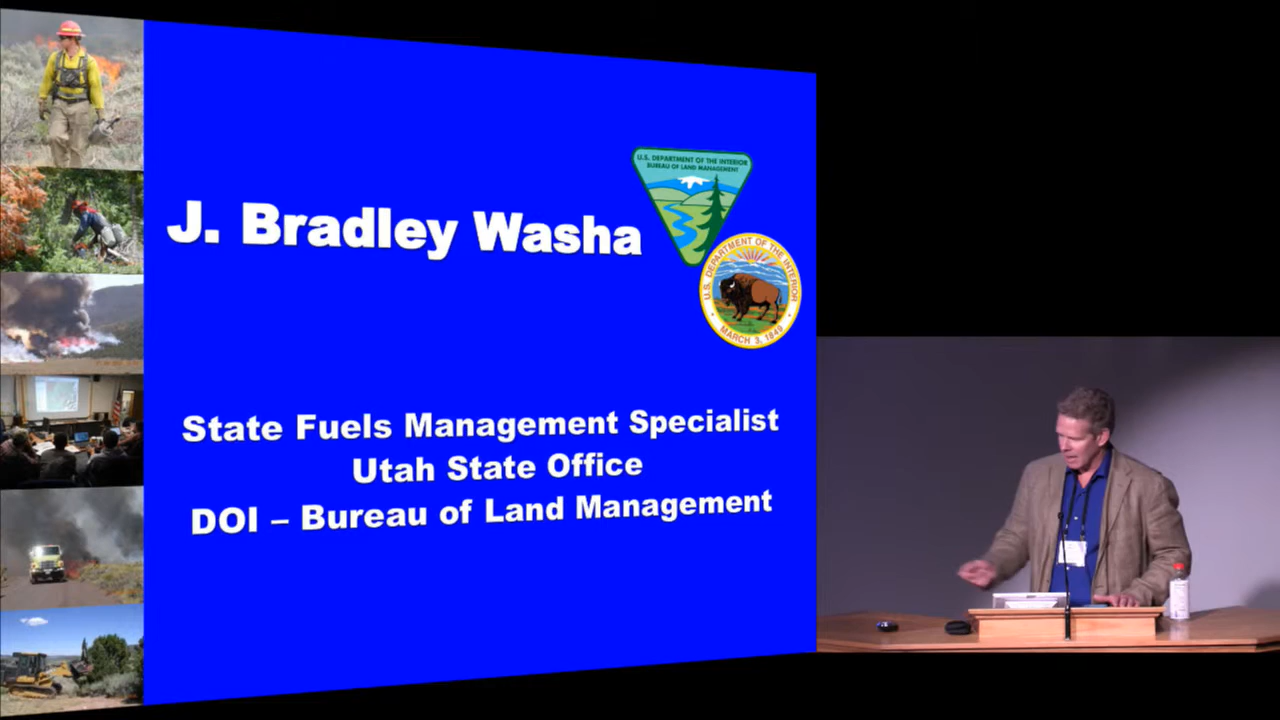 J. Bradley Washa
U.S. DEPARTMENT OF THE INTERIOR
BUREAU OF LAND MANAGEMENT
U.S. DEPARTMENT OF THE INTERIOR
MARCH 3, 1849
State Fuels Management Specialist
Utah State Office
DOI – Bureau of Land Management